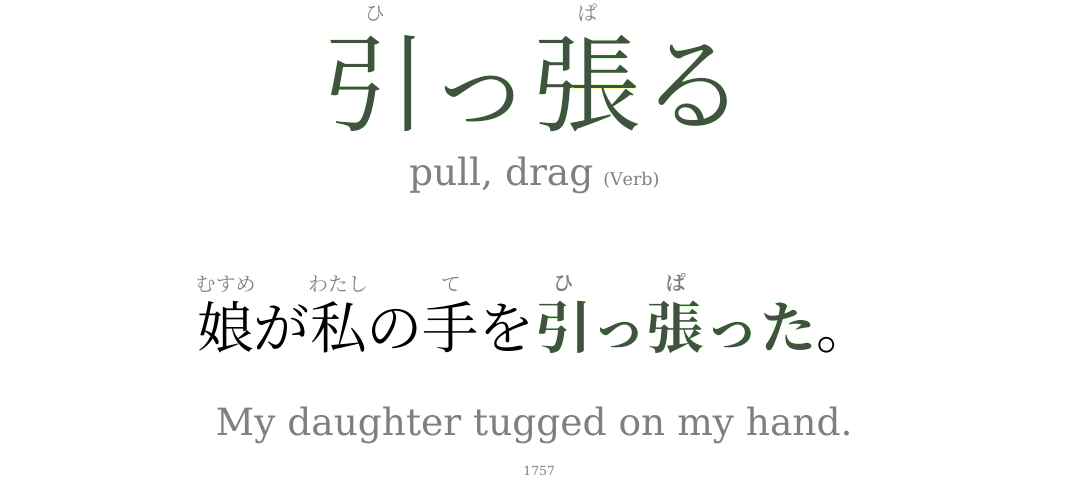 ひ ぱ
引っ張る
pull, drag (Verb)
むすめ わたし て ひ ぱ
娘が私の手を引っ張った。
My daughter tugged on my hand.
1757